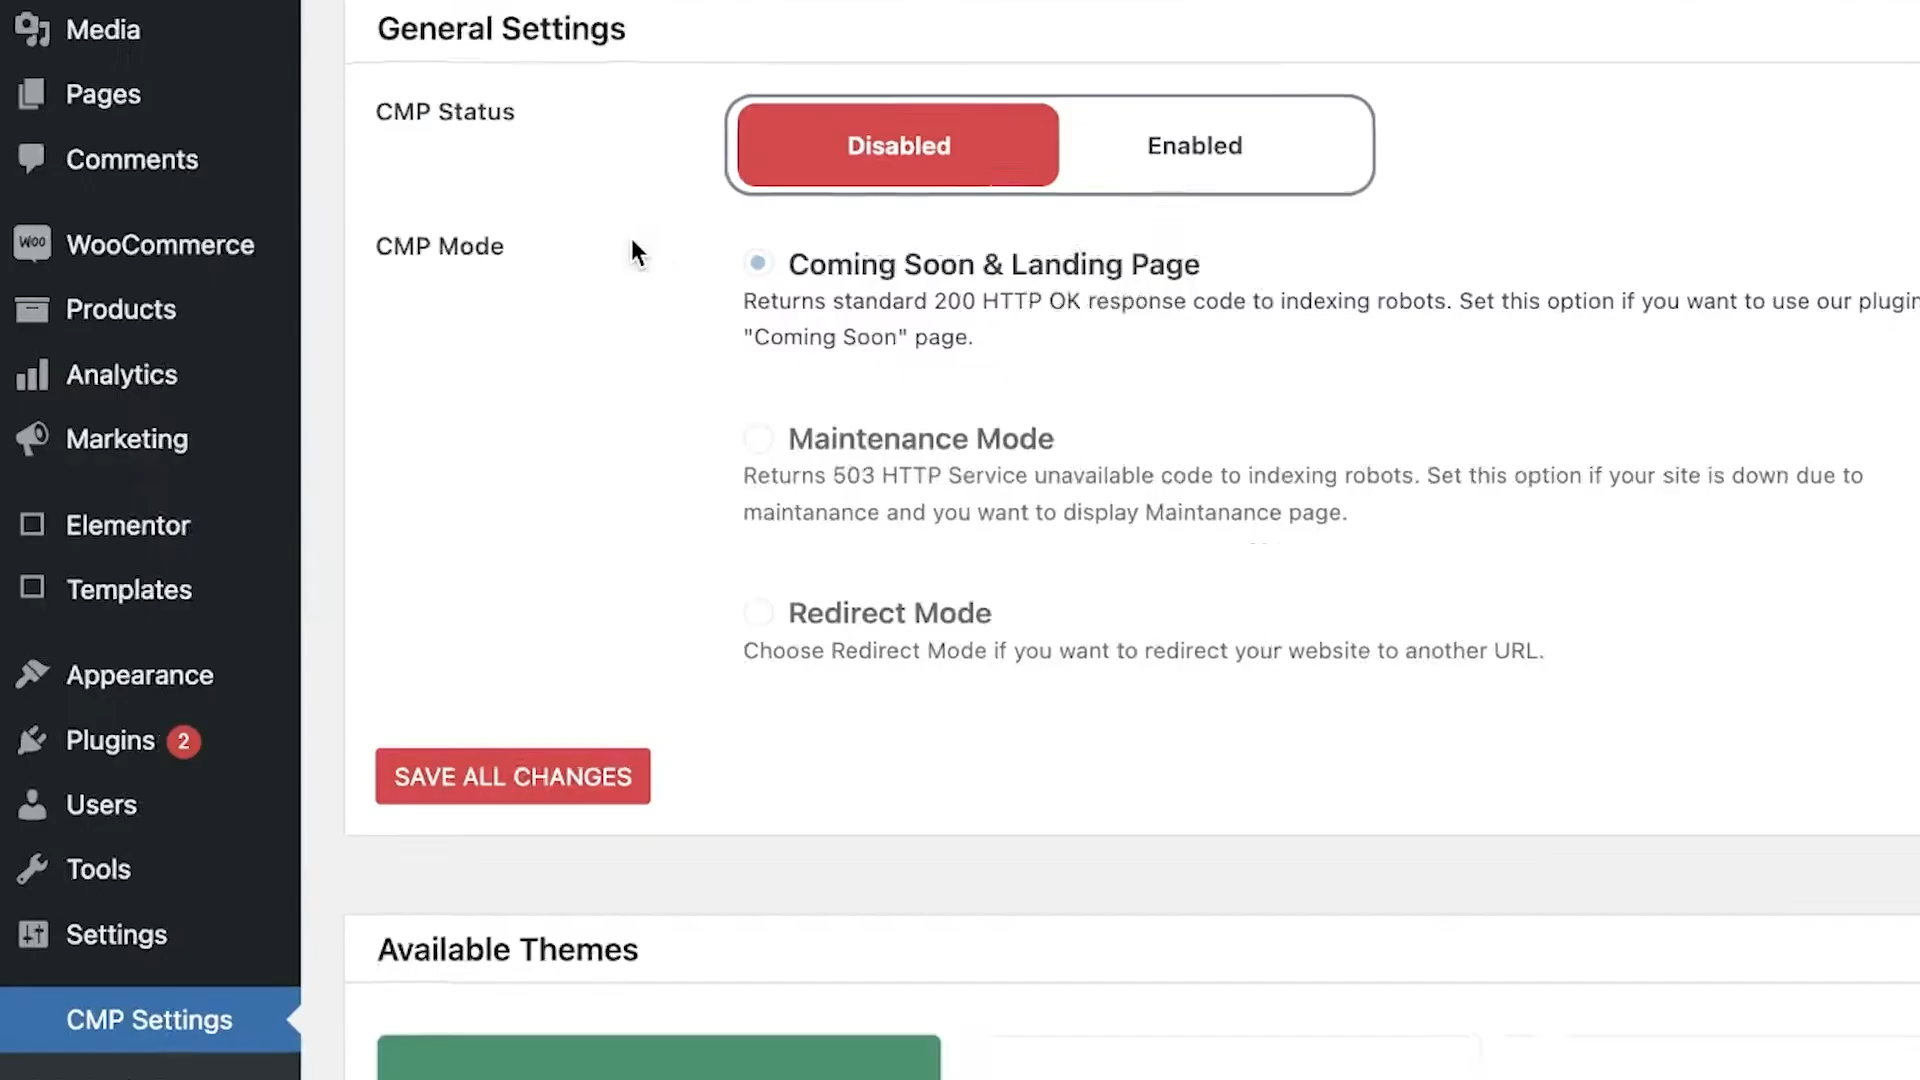 Media
Pages
Comments
WOO WooCommerce
Products
Analytics
Marketing
Elementor
Templates
Appearance
Plugins 2
Users
Tools
Settings
CMP Settings
General Settings
CMP Status
Disabled
Enabled
CMP Mode
Coming Soon & Landing Page
Returns standard 200 HTTP OK response code to indexing robots. Set this option if you want to use our plugin
"Coming Soon" page.
Maintenance Mode
Returns 503 HTTP Service unavailable code to indexing robots. Set this option if your site is down due to
maintanance and you want to display Maintanance page.
Redirect Mode
Choose Redirect Mode if you want to redirect your website to another URL.
SAVE ALL CHANGES
Available Themes